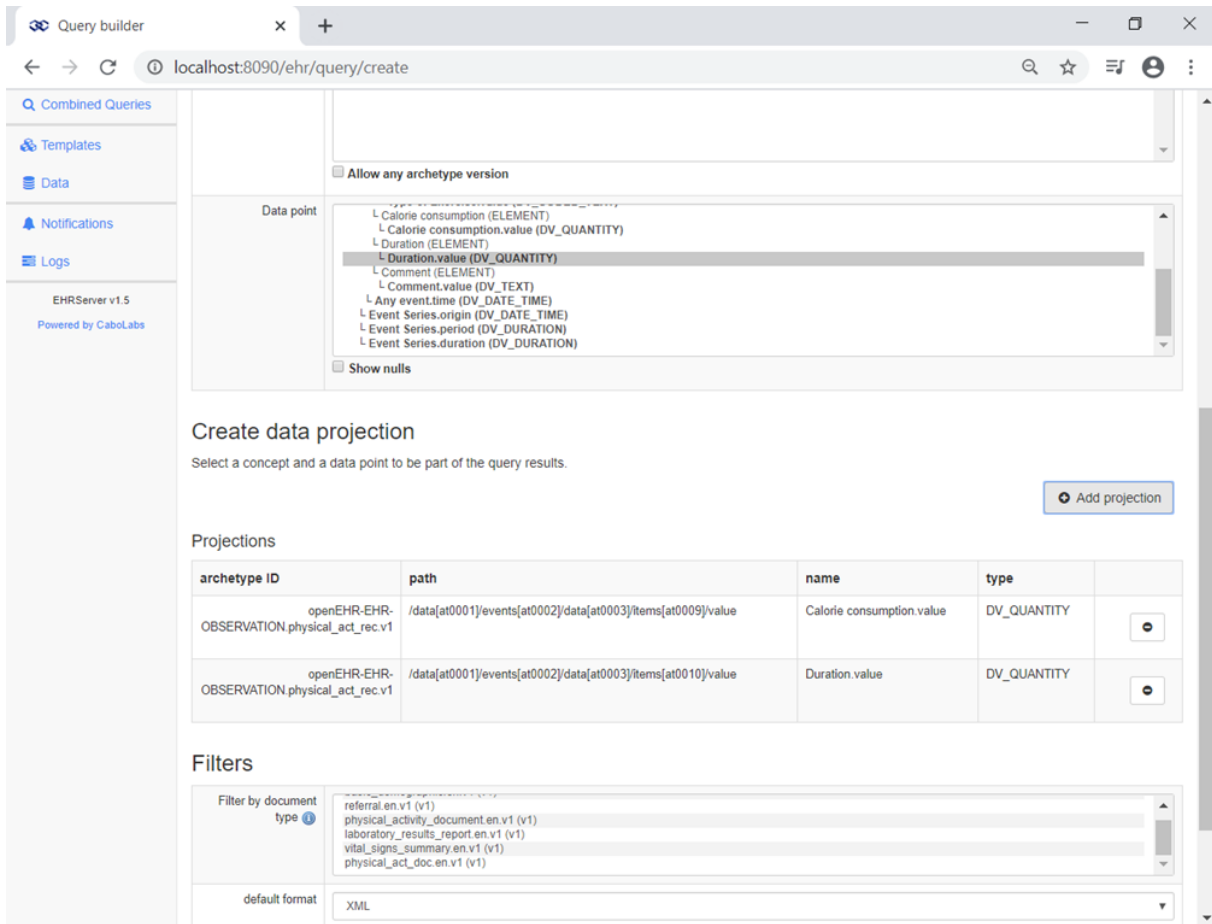 Query builder
localhost:8090/ehr/query/create
Combined Queries
Templates
Data
Notifications
Logs
EHRServer v1.5
Powered by CaboLabs
Allow any archetype version
Data point
Calorie consumption (ELEMENT)
Calorie consumption.value (DV_QUANTITY)
Duration (ELEMENT)
Duration.value (DV_QUANTITY)
Comment (ELEMENT)
Comment.value (DV_TEXT)
Any event.time (DV_DATE_TIME)
Event Series.origin (DV_DATE_TIME)
Event Series.period (DV_DURATION)
Event Series.duration (DV_DURATION)
Show nulls
Create data projection
Select a concept and a data point to be part of the query results.
Add projection
Projections
archetype ID path name type
openEHR-EHR- /data[at0001]/events[at0002]/data[at0003]/items[at0009]/value Calorie consumption.value DV_QUANTITY
OBSERVATION.physical_act_rec.v1
openEHR-EHR- /data[at0001]/events[at0002]/data[at0003]/items[at0010]/value Duration.value DV_QUANTITY
OBSERVATION.physical_act_rec.v1
Filters
Filter by document
type
referral.en.v1 (v1)
physical_activity_document.en.v1 (v1)
laboratory_results_report.en.v1 (v1)
vital_signs_summary.en.v1 (v1)
physical_act_doc.en.v1 (v1)
default format
XML